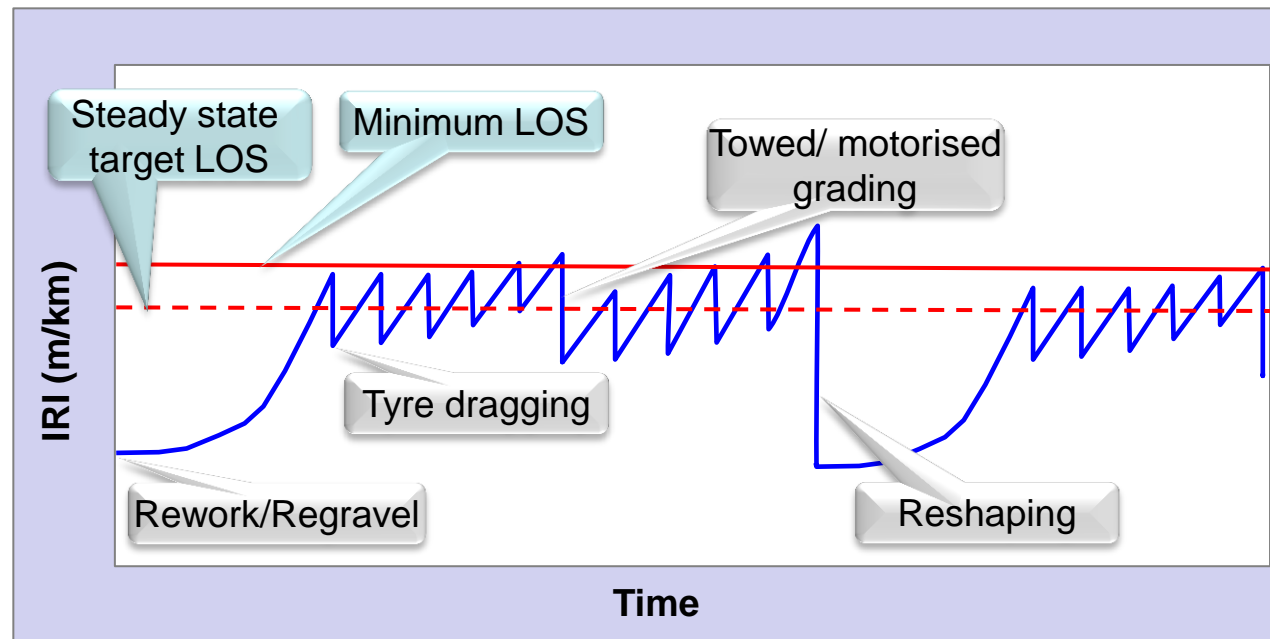 Steady state
target LOS
Minimum LOS
Towed/ motorised
grading
IRI (m/km)
Tyre dragging
Rework/Regravel
Reshaping
Time